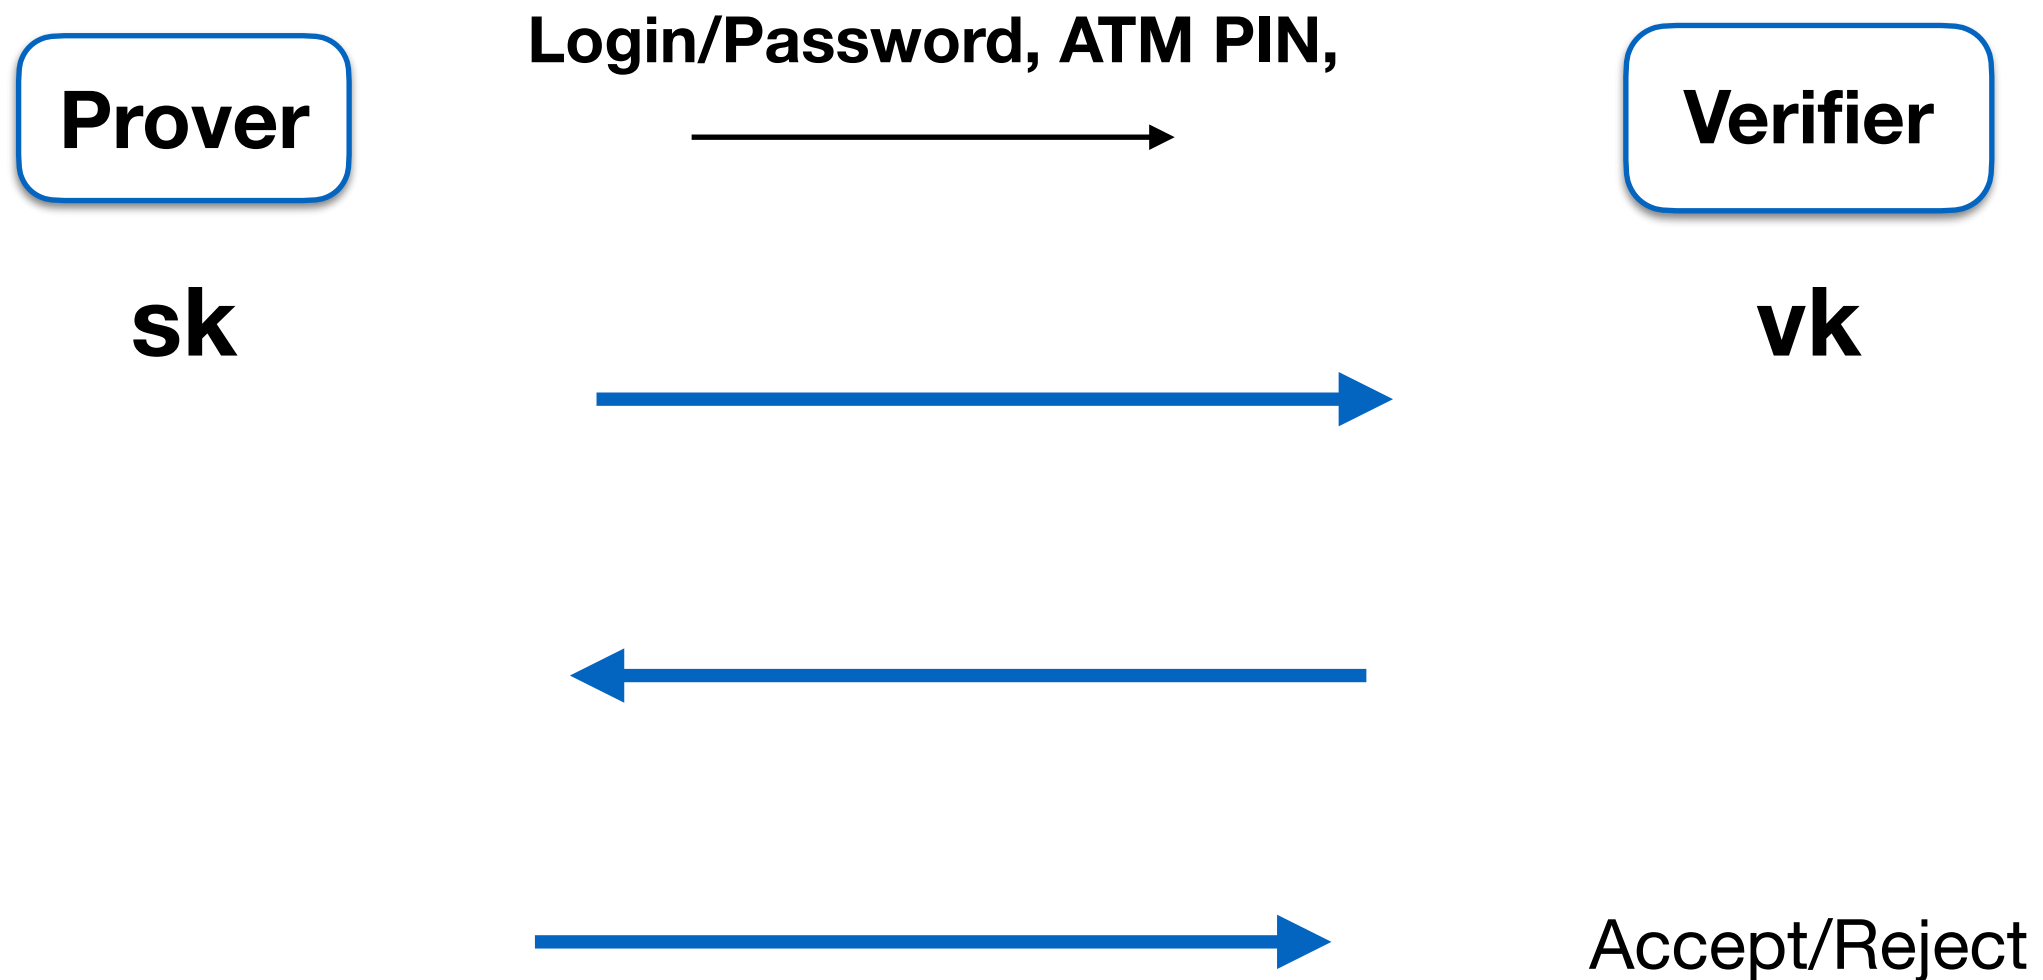 Login/Password, ATM PIN,
Prover
Verifier
sk
vk
Accept/Reject